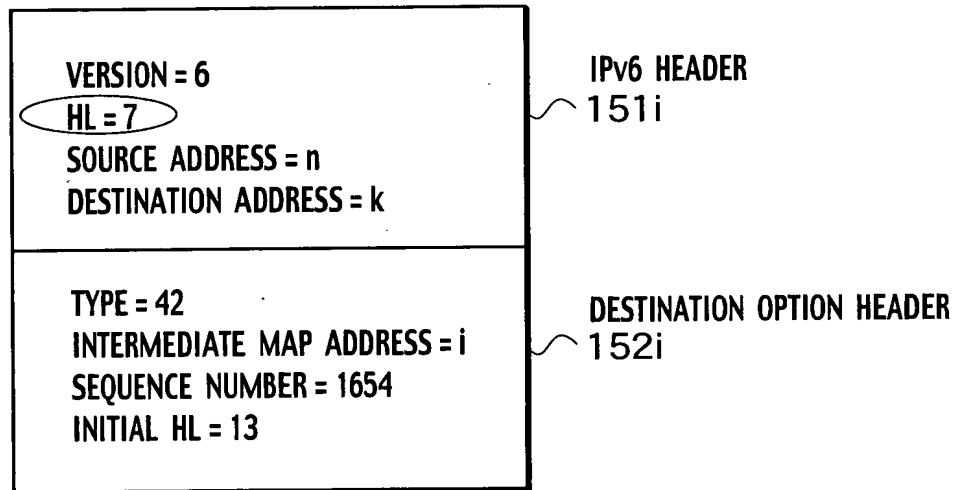 VERSION = 6
HL = 7
SOURCE ADDRESS = n
DESTINATION ADDRESS = k
IPv6 HEADER
151i
TYPE = 42
INTERMEDIATE MAP ADDRESS = i
SEQUENCE NUMBER = 1654
INITIAL HL = 13
DESTINATION OPTION HEADER
152i